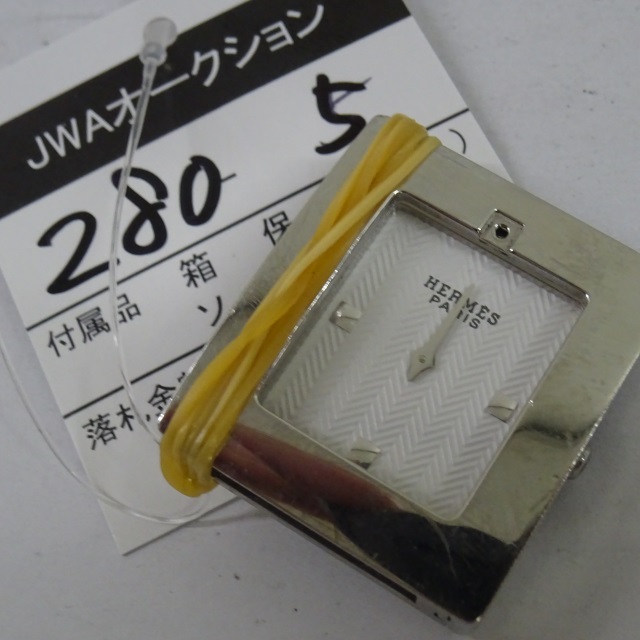 JWAオークション
280-5
付属品 箱 保
ソ
落札金
HERMES
PARIS